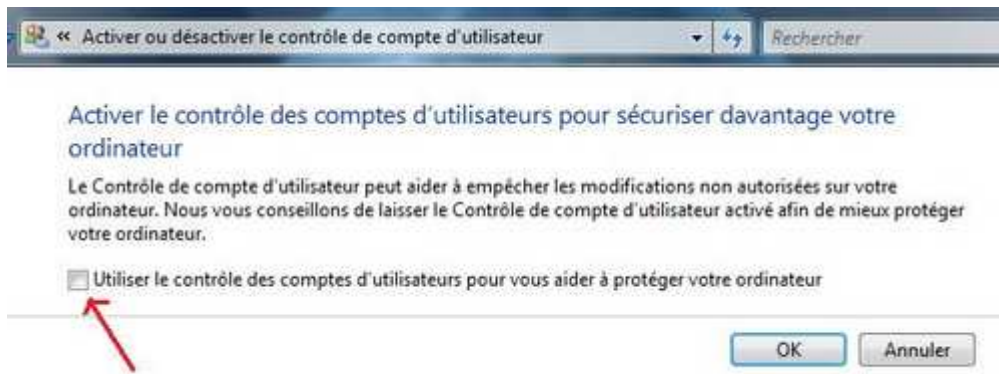 « Activer ou désactiver le contrôle de compte d'utilisateur
Rechercher
Activer le contrôle des comptes d'utilisateurs pour sécuriser davantage votre
ordinateur
Le Contrôle de compte d'utilisateur peut aider à empêcher les modifications non autorisées sur votre
ordinateur. Nous vous conseillons de laisser le Contrôle de compte d'utilisateur activé afin de mieux protéger
votre ordinateur.
Utiliser le contrôle des comptes d'utilisateurs pour vous aider à protéger votre ordinateur
OK
Annuler